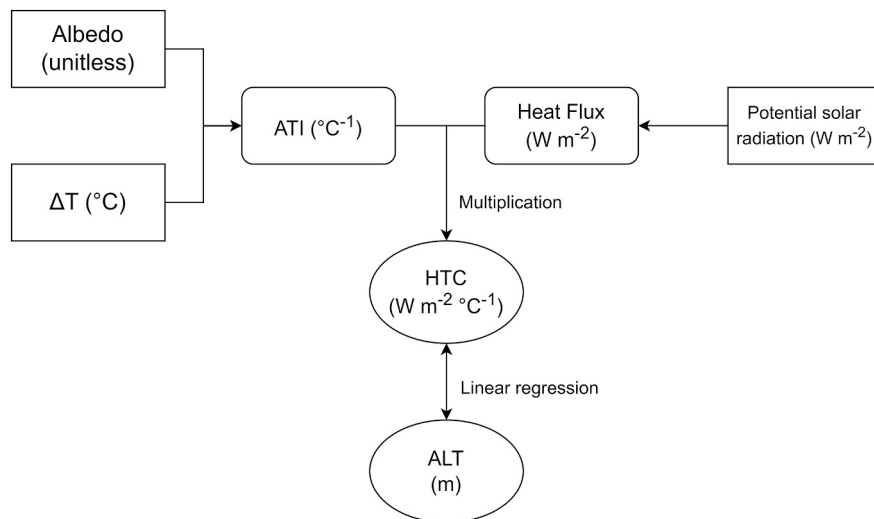 Albedo
(unitless)
ΔT (°C)
ATI (°C⁻¹)
Heat Flux
(W m⁻²)
Potential solar
radiation (W m⁻²)
Multiplication
HTC
(W m⁻² °C⁻¹)
Linear regression
ALT
(m)